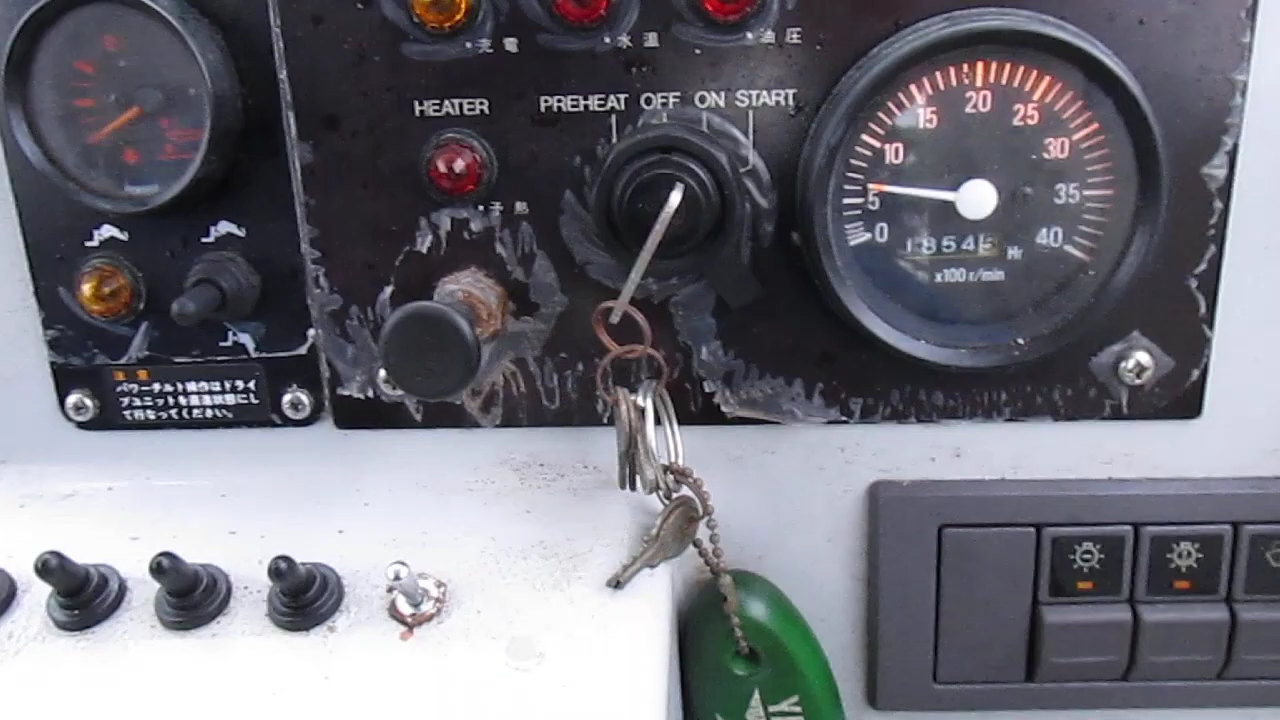 充電
水温
油圧
HEATER
PREHEAT OFF ON START
予熱
0 5 10 15 20 25 30 35 40
18545 Hr
x100 r/min
注意
パワーチルト操作はドライ
ブユニットを直進状態にし
て行なってください。